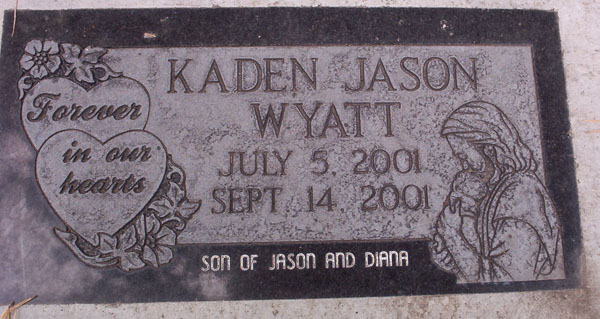 Forever
in our
hearts
KADEN JASON
WYATT
JULY 5, 2001
SEPT 14, 2001
SON OF JASON AND DIANA